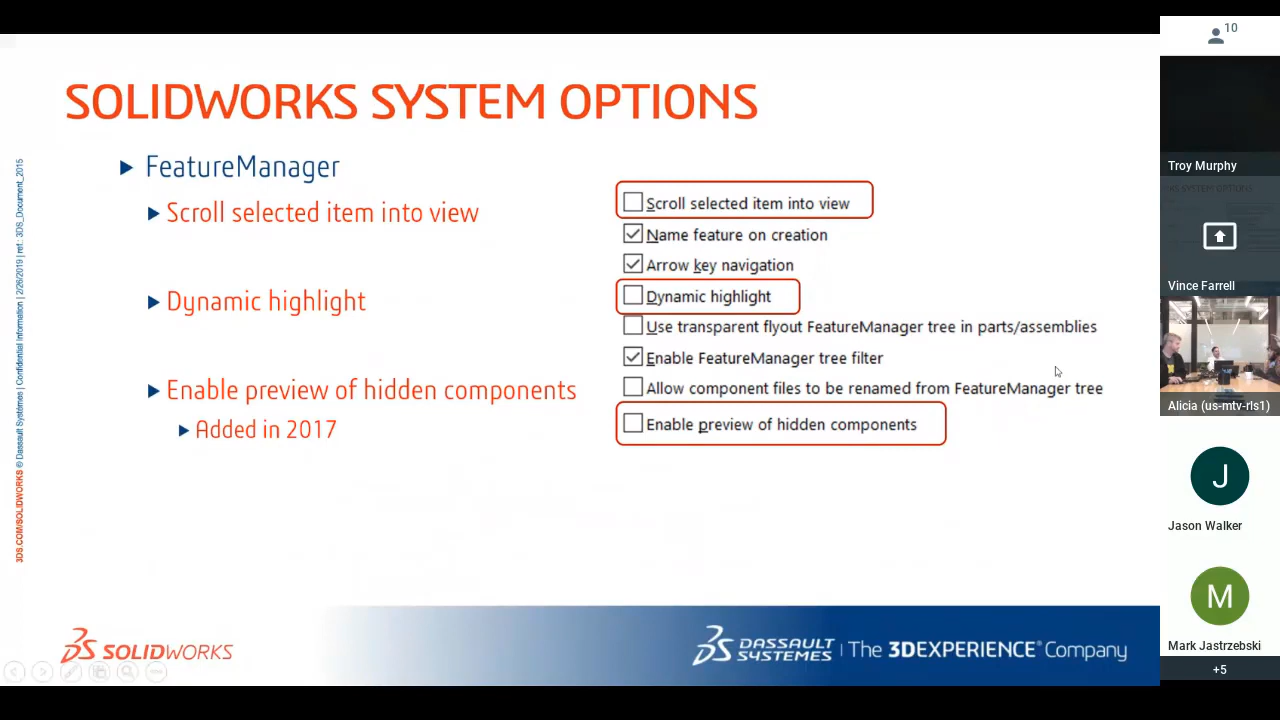 SOLIDWORKS SYSTEM OPTIONS
FeatureManager
Scroll selected item into view
Dynamic highlight
Enable preview of hidden components
Added in 2017
Scroll selected item into view
Name feature on creation
Arrow key navigation
Dynamic highlight
Use transparent flyout FeatureManager tree in parts/assemblies
Enable FeatureManager tree filter
Allow component files to be renamed from FeatureManager tree
Enable preview of hidden components
3DS.COM/SOLIDWORKS © Dassault Systèmes | Confidential Information | 2/26/2019 | ref.: 3DS_Document_2015
SOLIDWORKS
DASSAULT SYSTEMES | The 3DEXPERIENCE® Company
10
Troy Murphy
Vince Farrell
Alicia (us-mtv-rls1)
J
Jason Walker
M
Mark Jastrzebski
+5